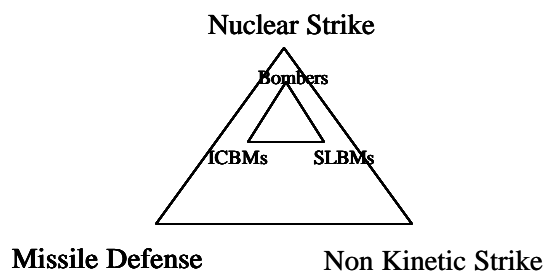 Nuclear Strike
Bombers
ICBMs SLBMs
Missile Defense Non Kinetic Strike